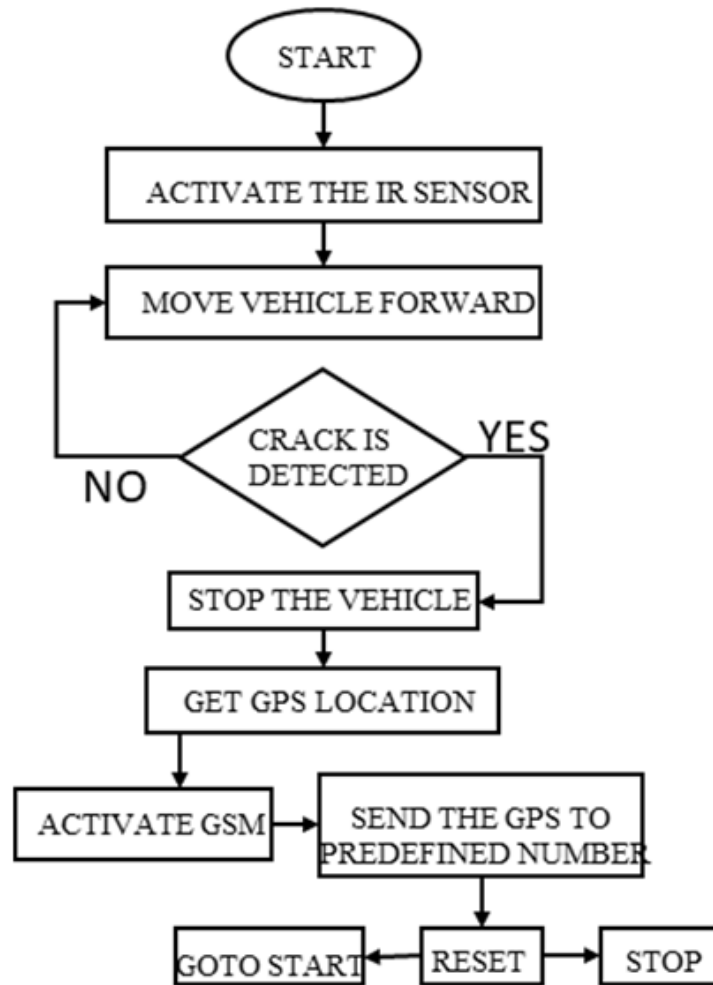 START
ACTIVATE THE IR SENSOR
MOVE VEHICLE FORWARD
CRACK IS
DETECTED
YES
NO
STOP THE VEHICLE
GET GPS LOCATION
ACTIVATE GSM
SEND THE GPS TO
PREDEFINED NUMBER
GOTO START
RESET
STOP